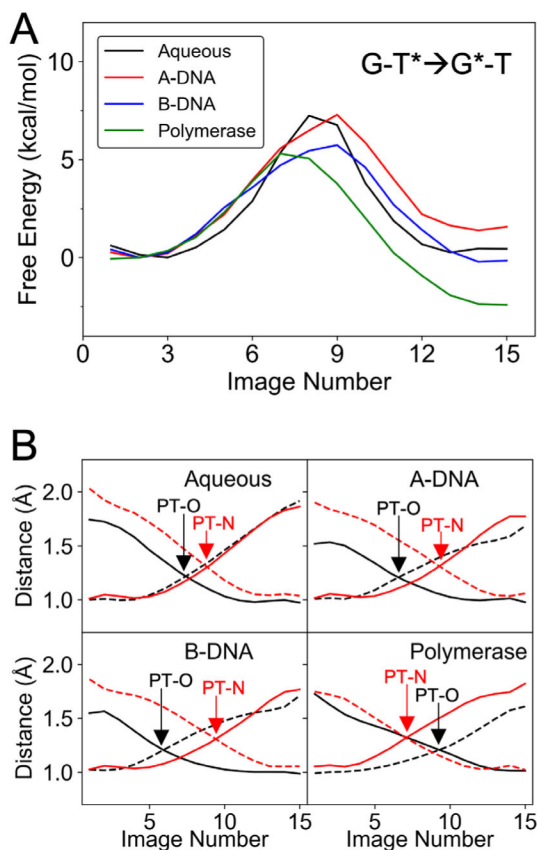 A
G-T*→G*-T
Aqueous
A-DNA
B-DNA
Polymerase
Free Energy (kcal/mol)
10
5
0
0 3 6 9 12 15
Image Number
B
Aqueous
A-DNA
PT-O
PT-N
PT-O
PT-N
Distance (Å)
2.0
1.5
1.0
B-DNA
Polymerase
PT-O
PT-N
PT-N
PT-O
Distance (Å)
2.0
1.5
1.0
5 10 15 5 10 15
Image Number Image Number